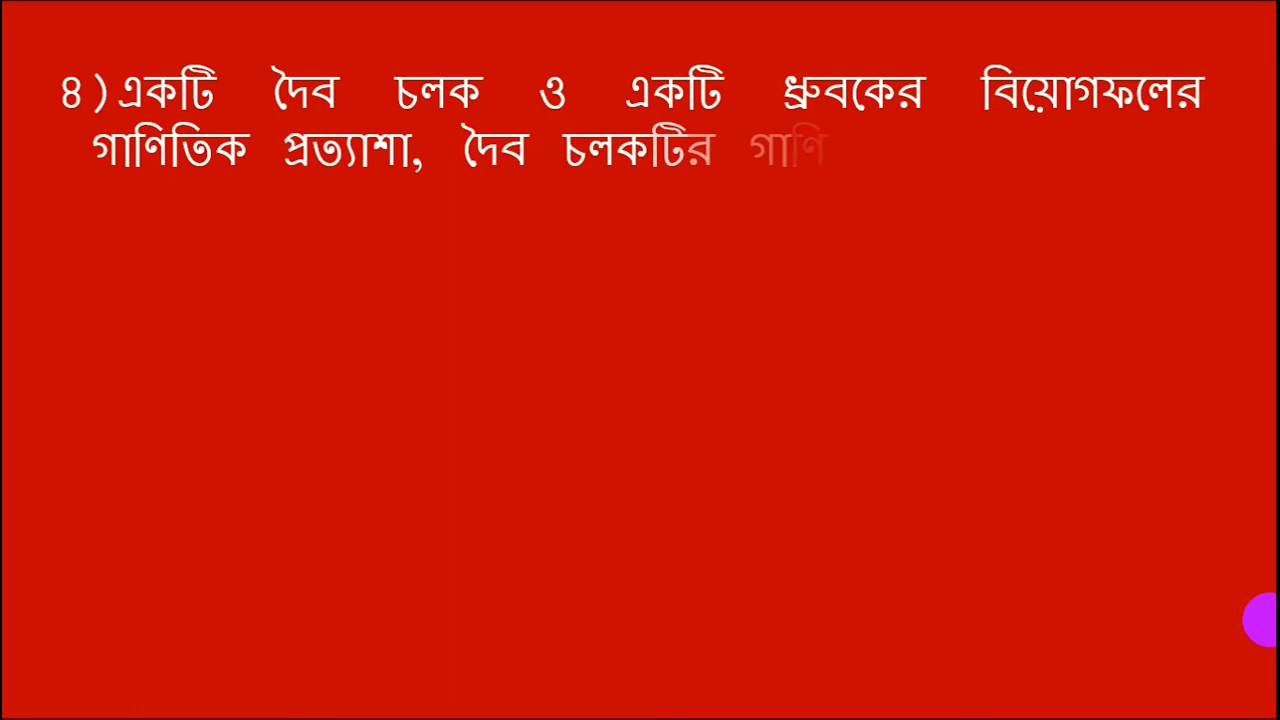 ৪)একটি দৈব চলক ও একটি ধ্রুবকের বিয়োগফলের
গাণিতিক প্রত্যাশা, দৈব চলকটির গাণি